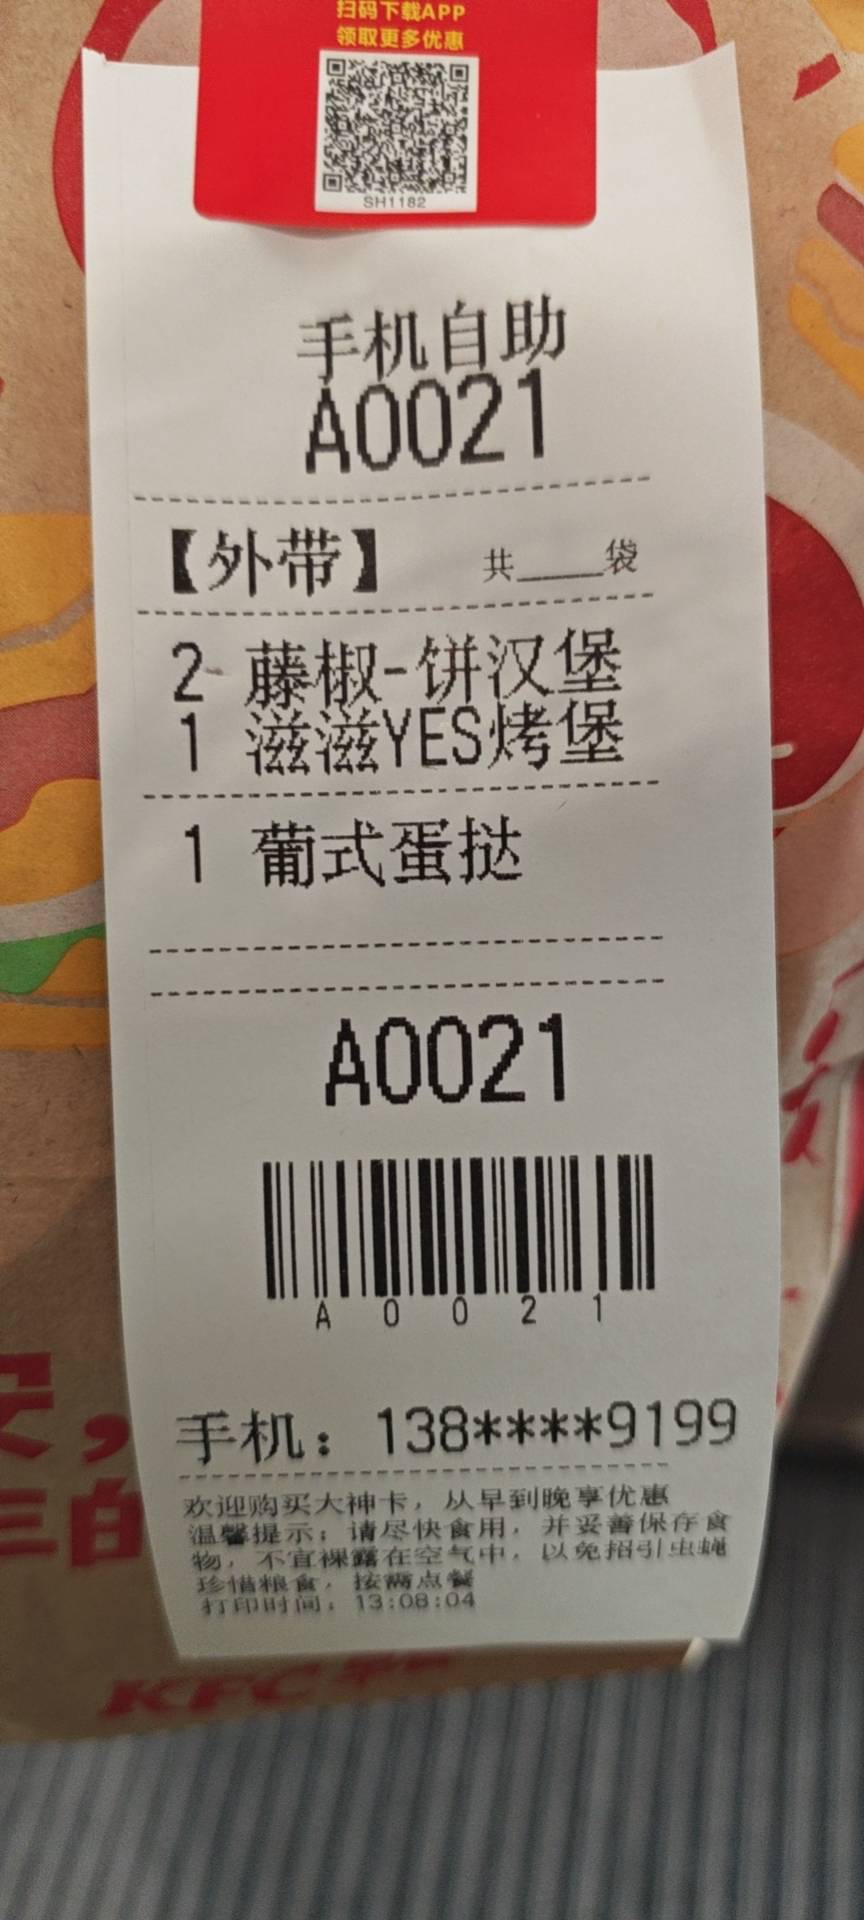 扫码下载APP
领取更多优惠
SH1182
手机自助
A0021
【外带】 共____袋
2 藤椒-饼汉堡
1 滋滋YES烤堡
1 葡式蛋挞
A0021
A0021
手机：138****9199
欢迎购买大神卡，从早到晚享优惠
温馨提示：请尽快食用，并妥善保存食
物，不宜裸露在空气中，以免招引虫蝇
珍惜粮食，按需点餐
打印时间：13:08:04
KFC